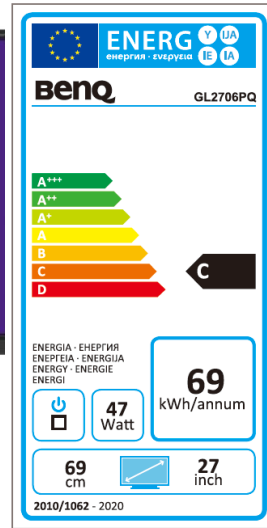 ENERG Y IJA
енергия · ενεργεια IE IA
BenQ GL2706PQ
A+++
A++
A+
A
B
C
D
C
ENERGIA · ЕНЕРГИЯ
ΕΝΕΡΓΕΙΑ · ENERGIJA
ENERGY · ENERGIE
ENERGI
47
Watt
69
kWh/annum
69
cm
27
inch
2010/1062 - 2020